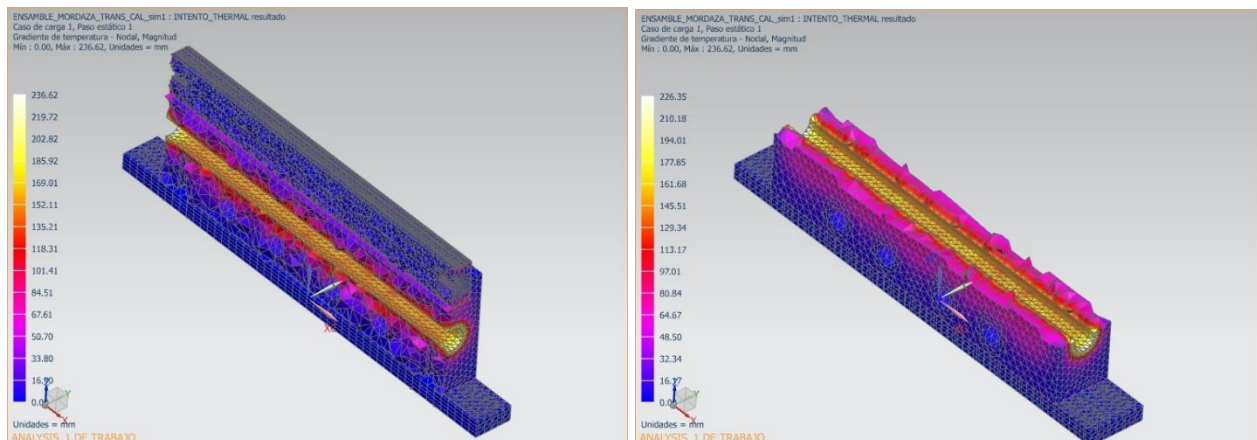 ENSAMBLE_MORDAZA_TRANS_CAL_sim1 : INTENTO_THERMAL resultado
Caso de carga 1, Paso estático 1
Gradiente de temperatura - Nodal, Magnitud
Mín : 0.00, Máx : 236.62, Unidades = mm
236.62
219.72
202.82
185.92
169.01
152.11
135.21
118.31
101.41
84.51
67.61
50.70
33.80
16.90
0.00
X
Y
X
Unidades = mm
ANALYSIS_1 DE TRABAJO
ENSAMBLE_MORDAZA_TRANS_CAL_sim1 : INTENTO_THERMAL resultado
Caso de carga 1, Paso estático 1
Gradiente de temperatura - Nodal, Magnitud
Mín : 0.00, Máx : 236.62, Unidades = mm
226.35
210.18
194.01
177.85
161.68
145.51
129.34
113.17
97.01
80.84
64.67
48.50
32.34
16.17
Y
X
Unidades = mm
ANALYSIS_1 DE TRABAJO